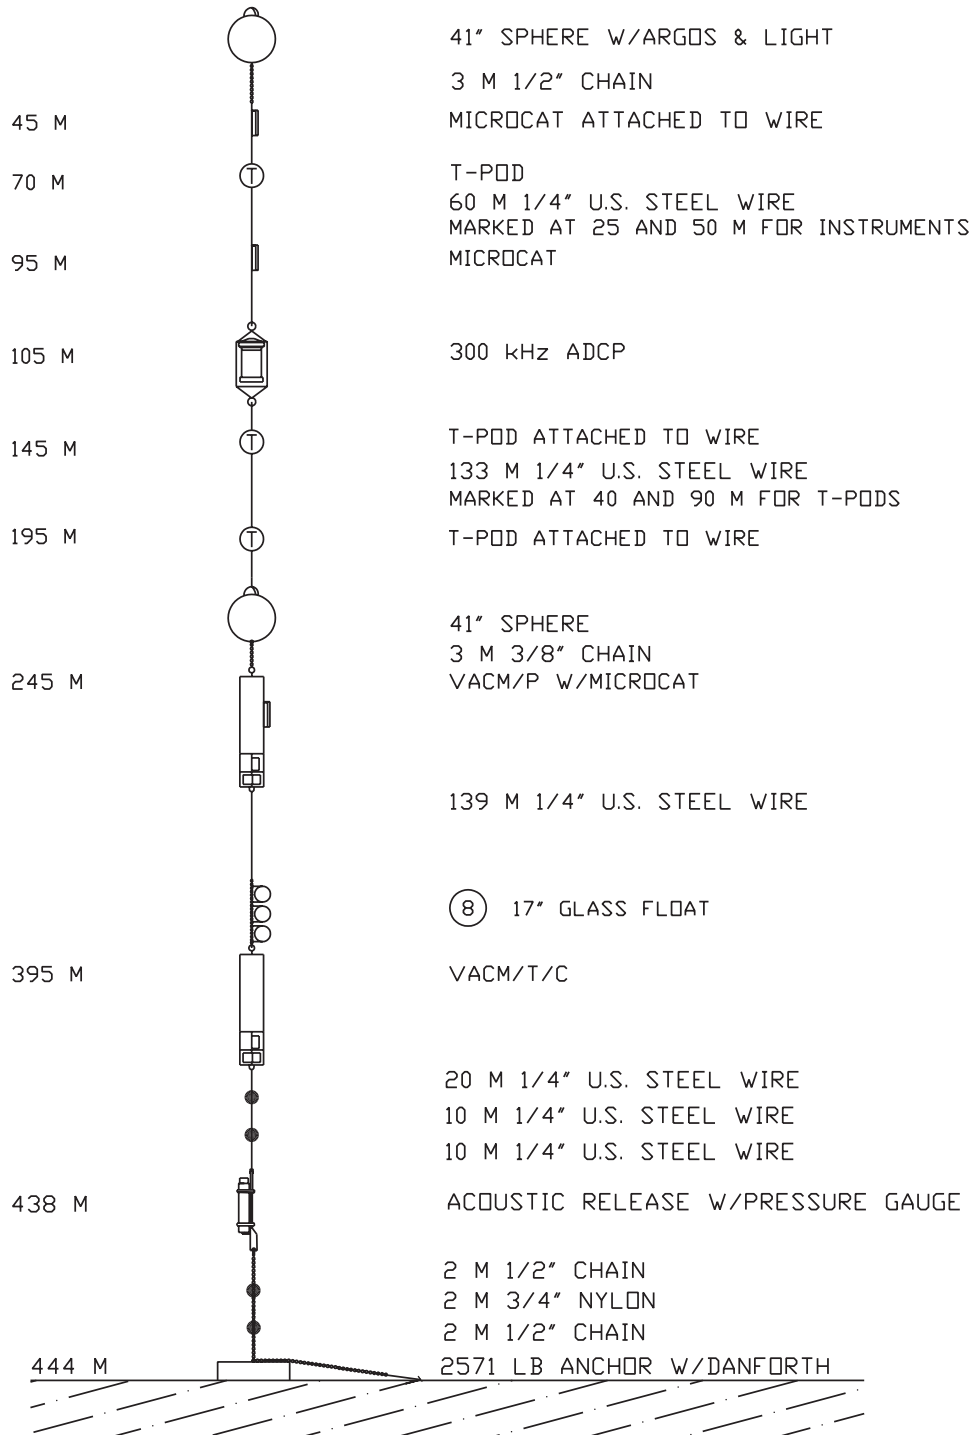 41" SPHERE W/ARGOS & LIGHT
3 M 1/2" CHAIN
45 M MICROCAT ATTACHED TO WIRE
70 M T T-POD
60 M 1/4" U.S. STEEL WIRE
MARKED AT 25 AND 50 M FOR INSTRUMENTS
95 M MICROCAT
105 M 300 kHz ADCP
145 M T T-POD ATTACHED TO WIRE
133 M 1/4" U.S. STEEL WIRE
MARKED AT 40 AND 90 M FOR T-PODS
195 M T T-POD ATTACHED TO WIRE
41" SPHERE
3 M 3/8" CHAIN
245 M VACM/P W/MICROCAT
139 M 1/4" U.S. STEEL WIRE
8 17" GLASS FLOAT
395 M VACM/T/C
20 M 1/4" U.S. STEEL WIRE
10 M 1/4" U.S. STEEL WIRE
10 M 1/4" U.S. STEEL WIRE
438 M ACOUSTIC RELEASE W/PRESSURE GAUGE
2 M 1/2" CHAIN
2 M 3/4" NYLON
2 M 1/2" CHAIN
444 M 2571 LB ANCHOR W/DANFORTH